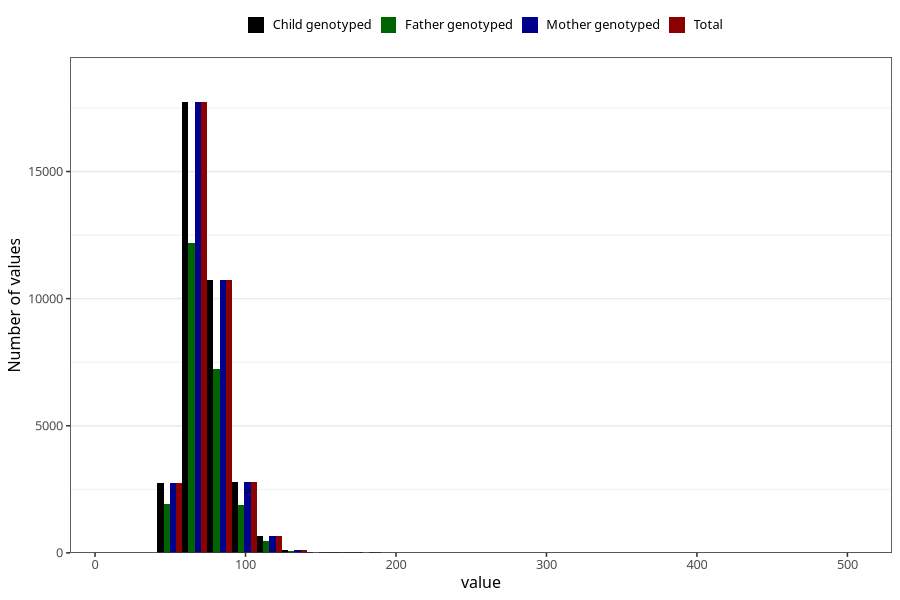 Child genotyped Father genotyped Mother genotyped Total
Number of values
15000
10000
5000
0
0 100 200 300 400 500
value